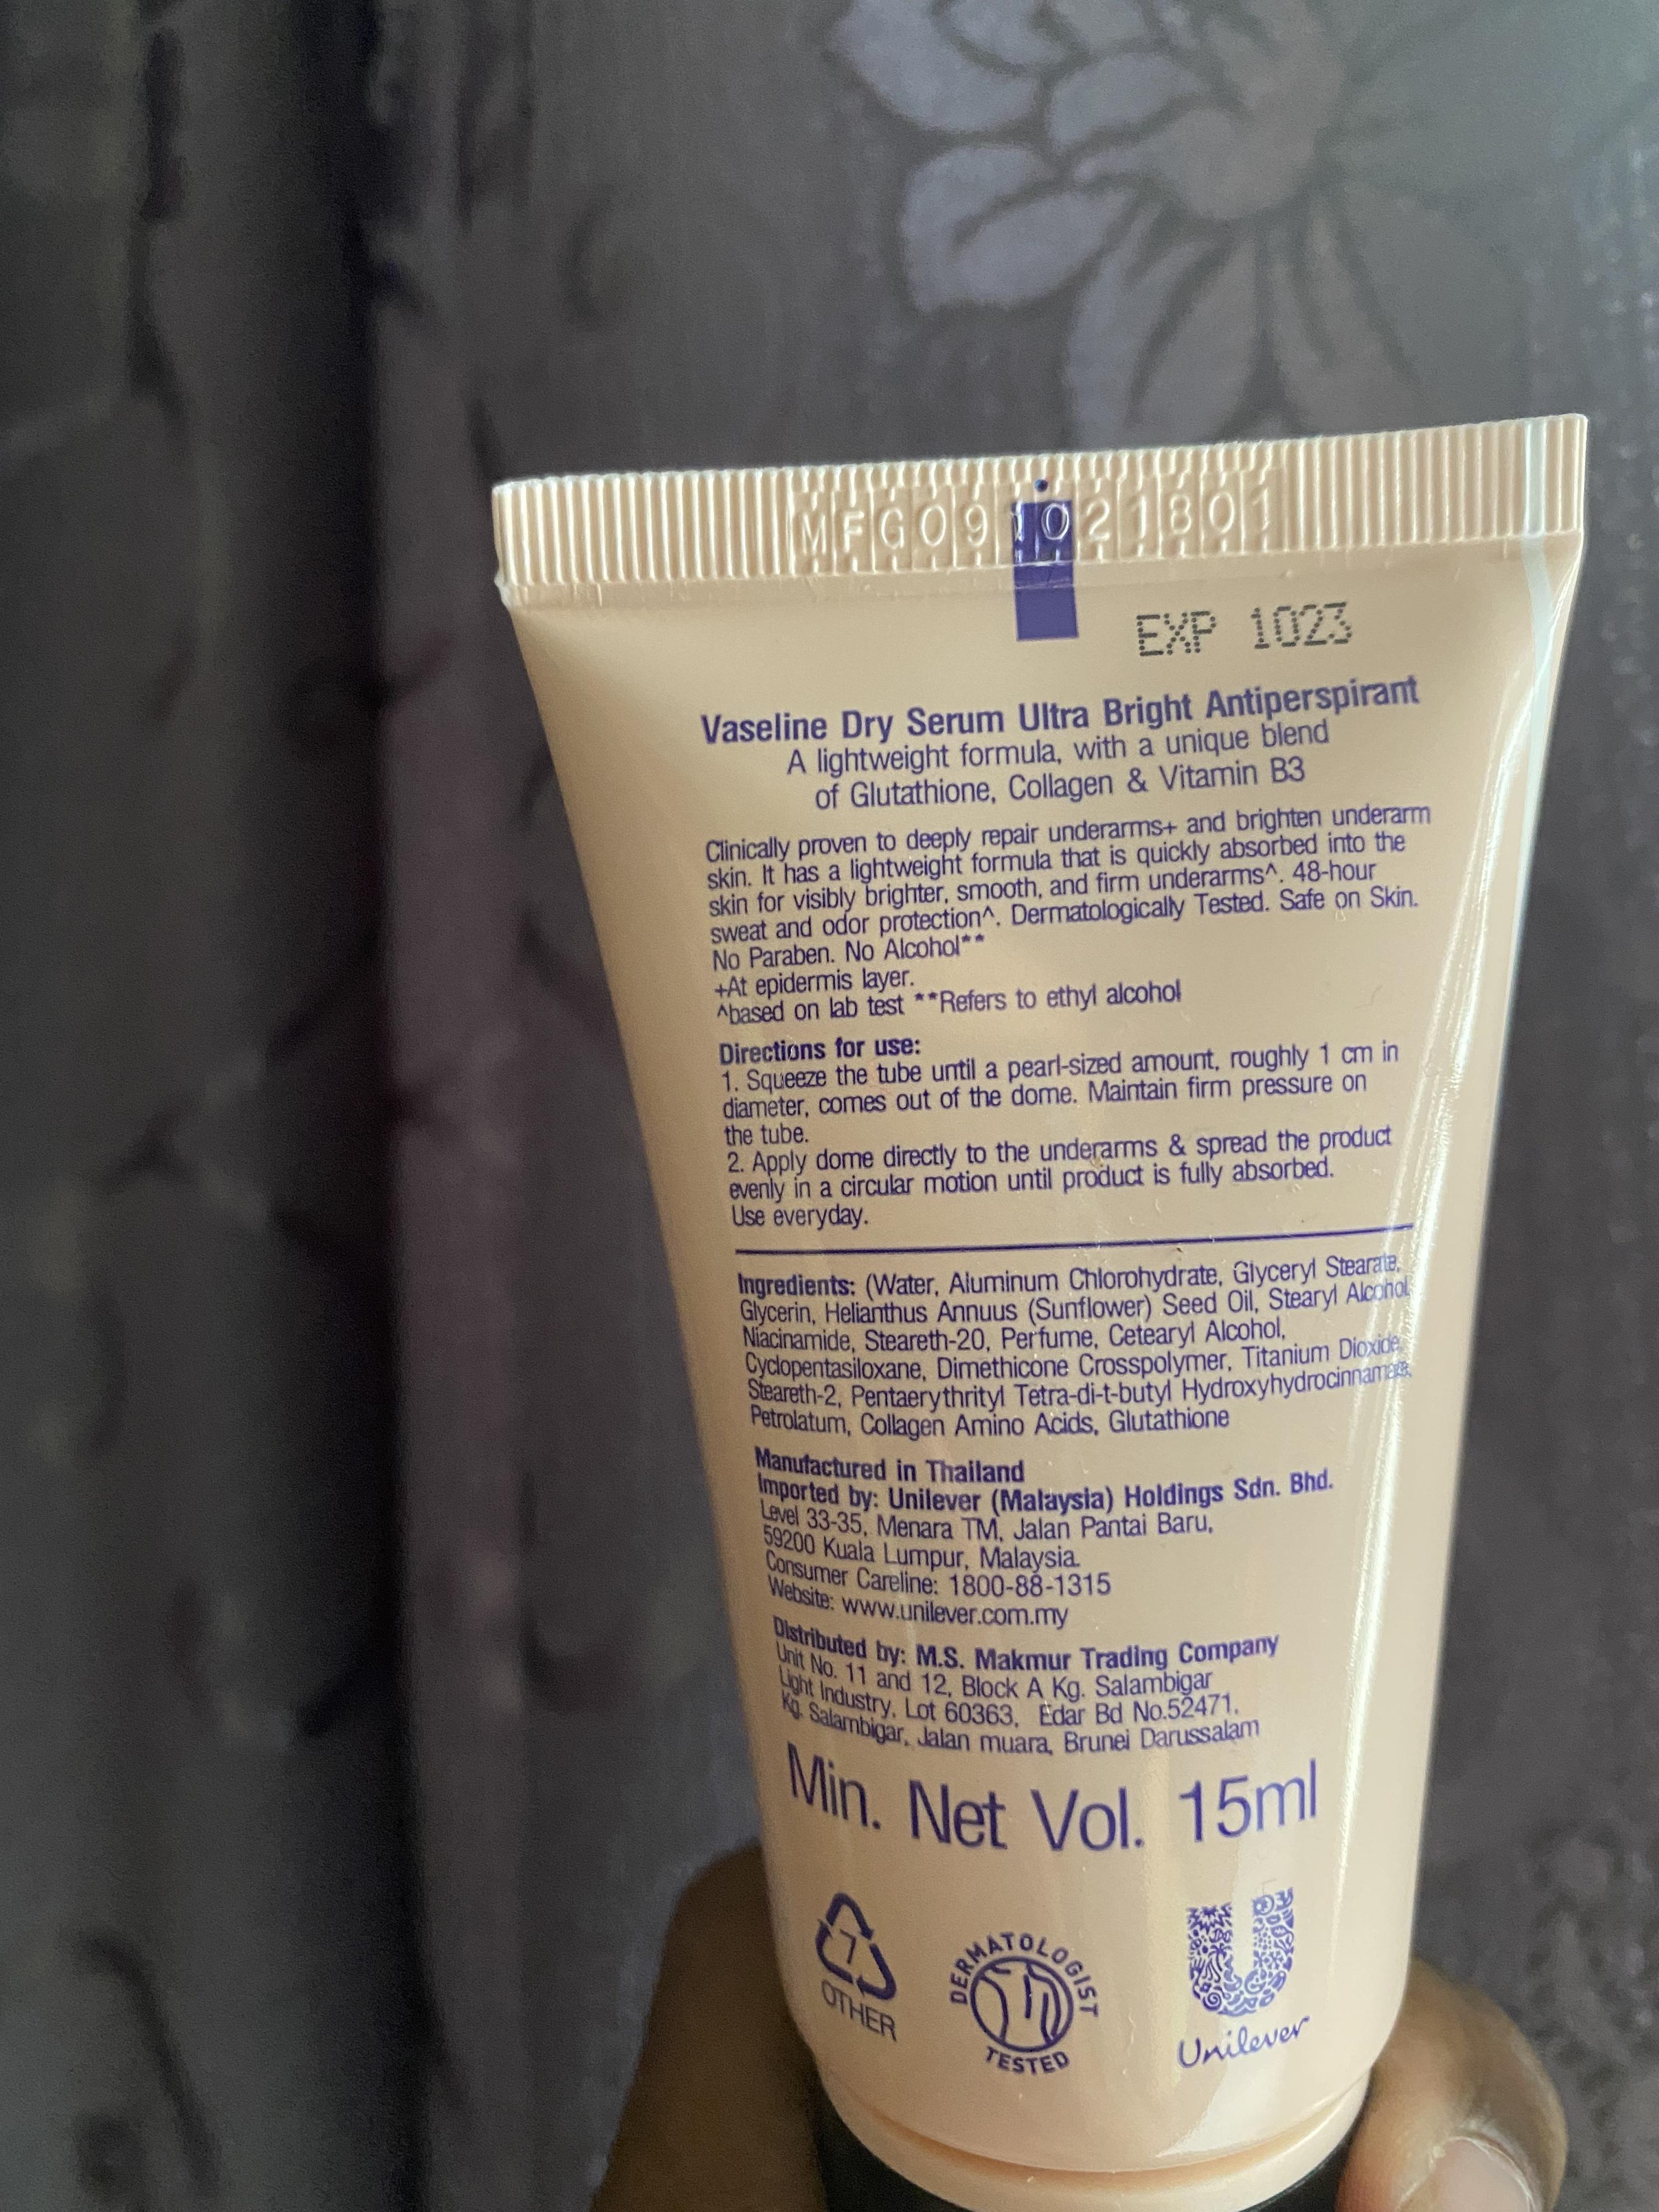 MFG091021B01
EXP 1023
Vaseline Dry Serum Ultra Bright Antiperspirant
A lightweight formula, with a unique blend
of Glutathione, Collagen & Vitamin B3
Clinically proven to deeply repair underarms+ and brighten underarm
skin. It has a lightweight formula that is quickly absorbed into the
skin for visibly brighter, smooth, and firm underarms^. 48-hour
sweat and odor protection^. Dermatologically Tested. Safe on Skin.
No Paraben. No Alcohol**
+At epidermis layer.
^based on lab test **Refers to ethyl alcohol
Directions for use:
1. Squeeze the tube until a pearl-sized amount, roughly 1 cm in
diameter, comes out of the dome. Maintain firm pressure on
the tube.
2. Apply dome directly to the underarms & spread the product
evenly in a circular motion until product is fully absorbed.
Use everyday.
Ingredients: (Water, Aluminum Chlorohydrate, Glyceryl Stearate,
Glycerin, Helianthus Annuus (Sunflower) Seed Oil, Stearyl Alcohol
Niacinamide, Steareth-20, Perfume, Cetearyl Alcohol,
Cyclopentasiloxane, Dimethicone Crosspolymer, Titanium Dioxide,
Steareth-2, Pentaerythrityl Tetra-di-t-butyl Hydroxyhydrocinnamate,
Petrolatum, Collagen Amino Acids, Glutathione
Manufactured in Thailand
Imported by: Unilever (Malaysia) Holdings Sdn. Bhd.
Level 33-35, Menara TM, Jalan Pantai Baru,
59200 Kuala Lumpur, Malaysia.
Consumer Careline: 1800-88-1315
Website: www.unilever.com.my
Distributed by: M.S. Makmur Trading Company
Unit No. 11 and 12, Block A Kg. Salambigar
Light Industry, Lot 60363, Edar Bd No.52471,
Kg. Salambigar, Jalan muara, Brunei Darussalam
Min. Net Vol. 15ml
7
OTHER
DERMATOLOGIST
TESTED
Unilever